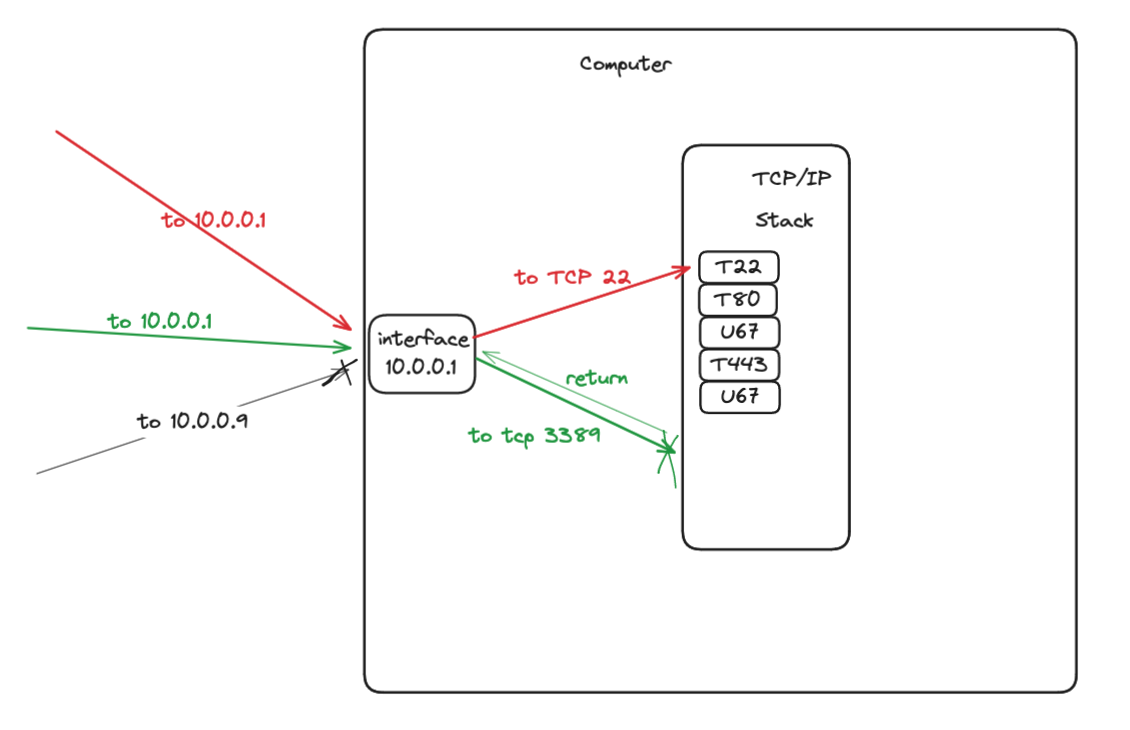 Computer
TCP/IP
Stack
to 10.0.0.1
to TCP 22
T22
T80
U67
T443
U67
to 10.0.0.1
interface
10.0.0.1
return
to 10.0.0.9
to tcp 3389